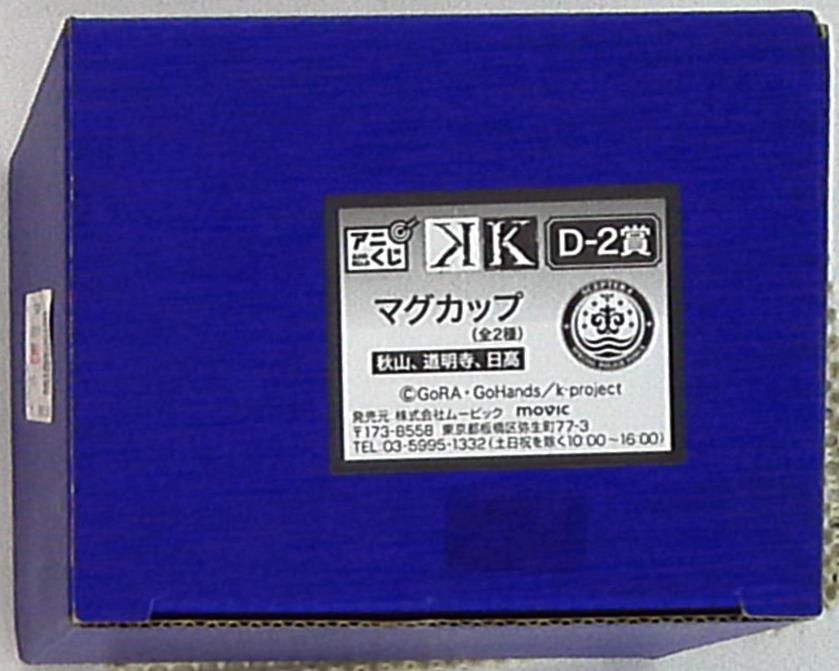 アニくじ K K D-2賞
マグカップ
(全2種)
秋山、道明寺、日高
SCEPTER 4
©GoRA・GoHands/k-project
発売元 株式会社ムービック movic
〒173-8558 東京都板橋区弥生町77-3
TEL 03-5995-1332(土日祝を除く10:00~16:00)